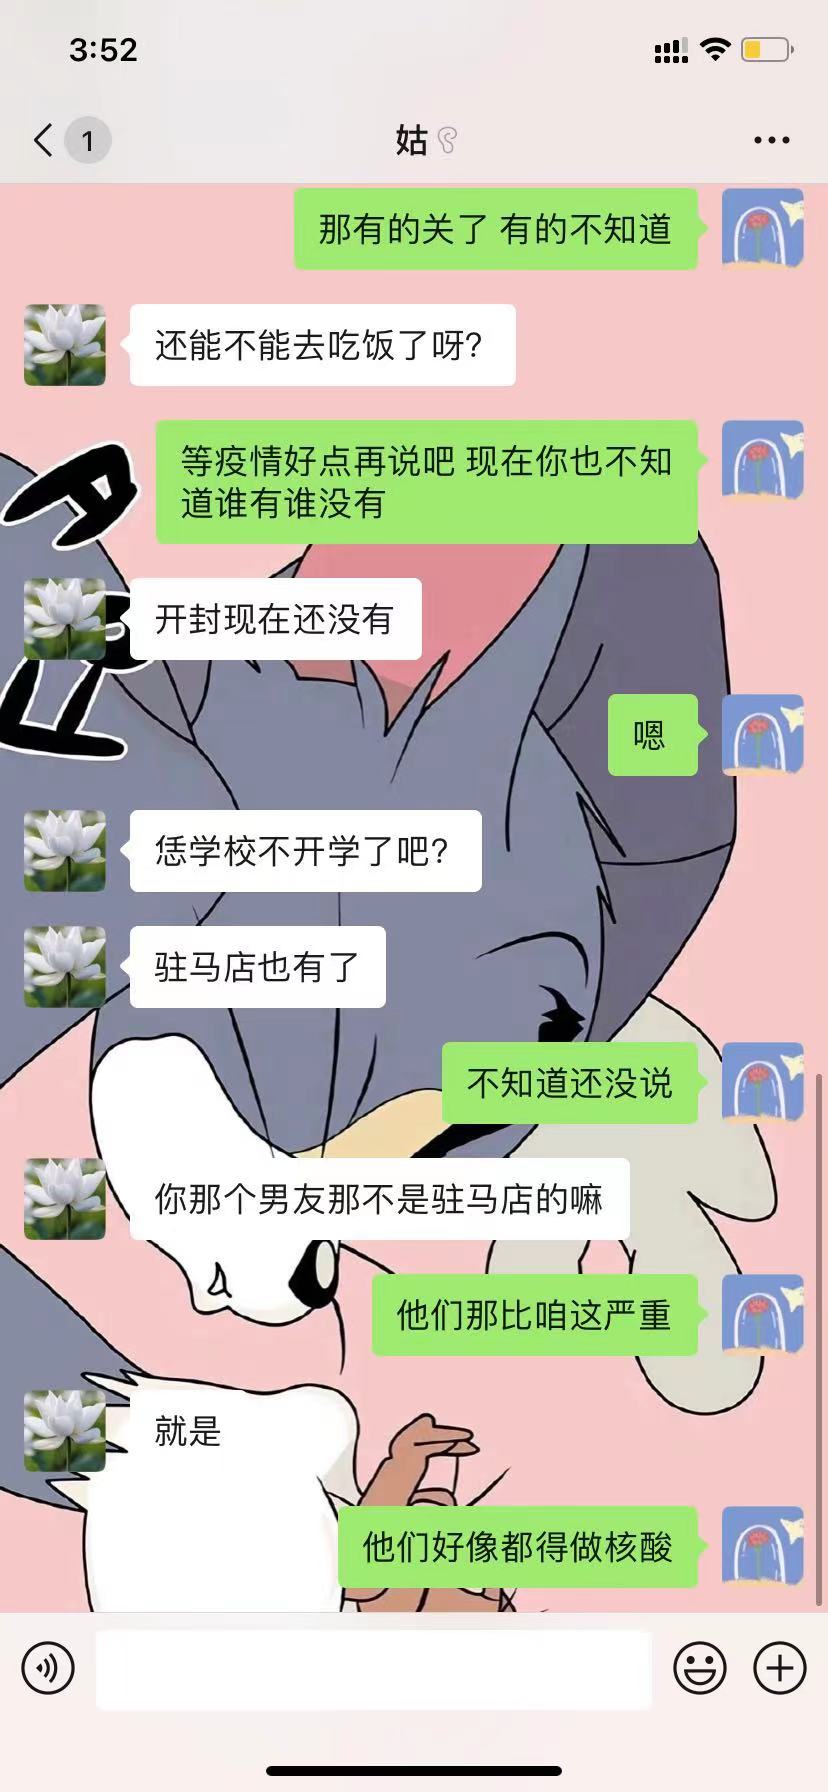 3:52
1
姑
那有的关了 有的不知道
还能不能去吃饭了呀?
等疫情好点再说吧 现在你也不知
道谁有谁没有
开封现在还没有
嗯
恁学校不开学了吧?
驻马店也有了
不知道还没说
你那个男友那不是驻马店的嘛
他们那比咱这严重
就是
他们好像都得做核酸